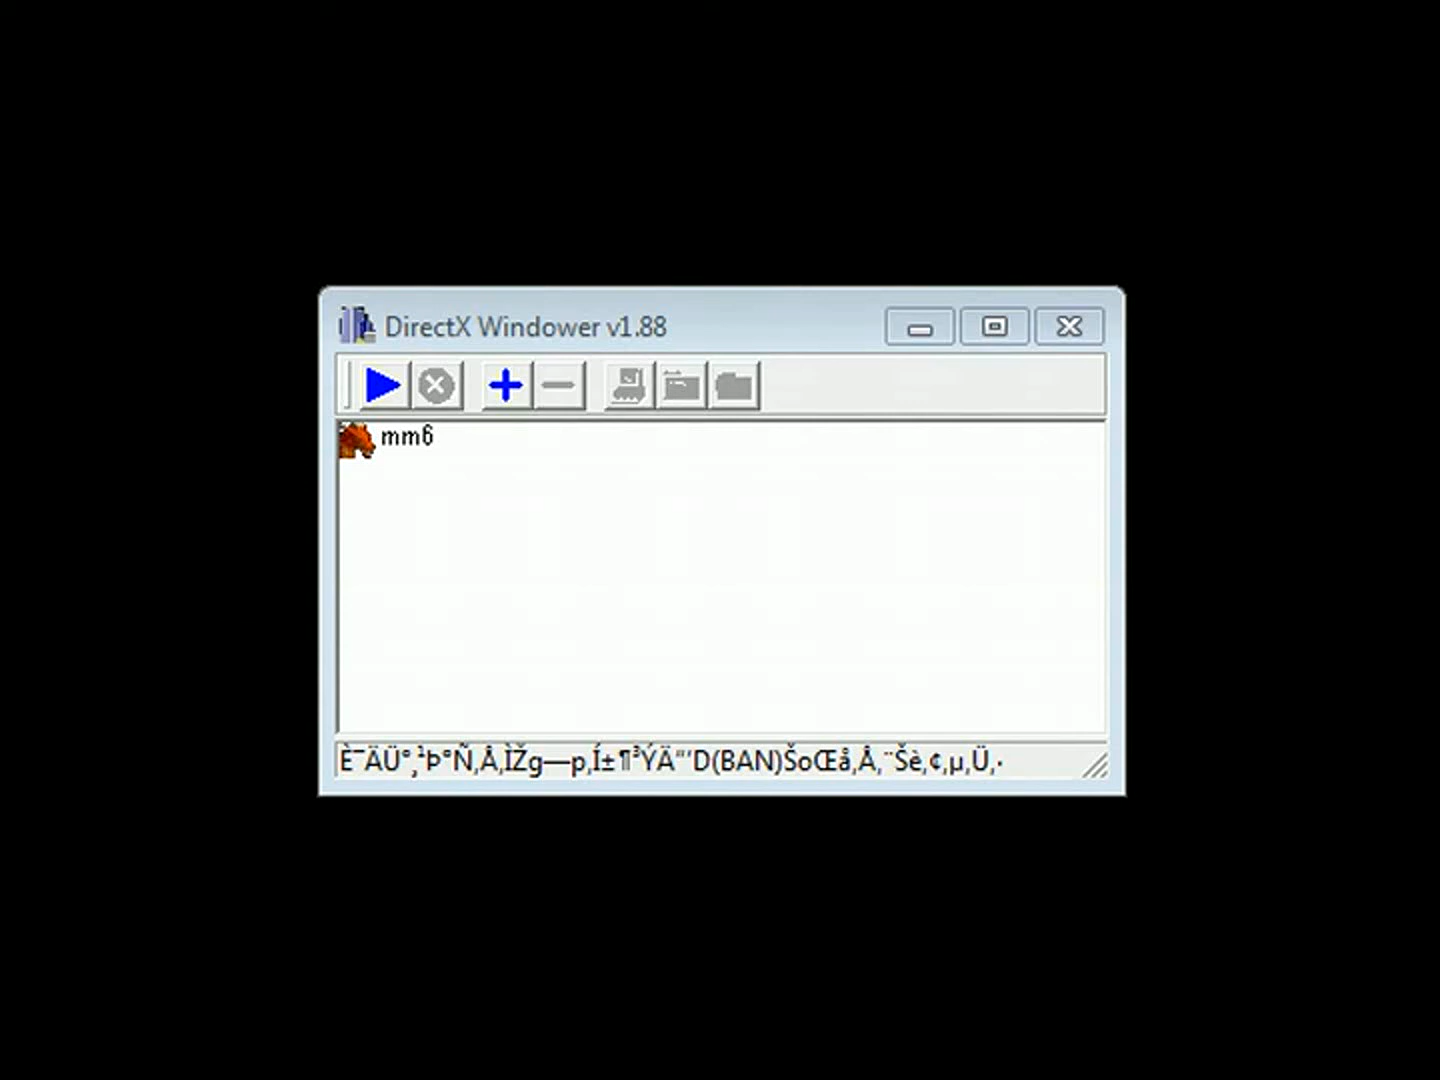 DirectX Windower v1.88
mm6
È¯ÄÜ°¸¹Þ°Ñ‚Å‚ÌŽg—p‚Í±¶³ÝÄ“’D(BAN)ŠoŒå‚Å‚¨Šè‚¢‚µ‚Ü‚·